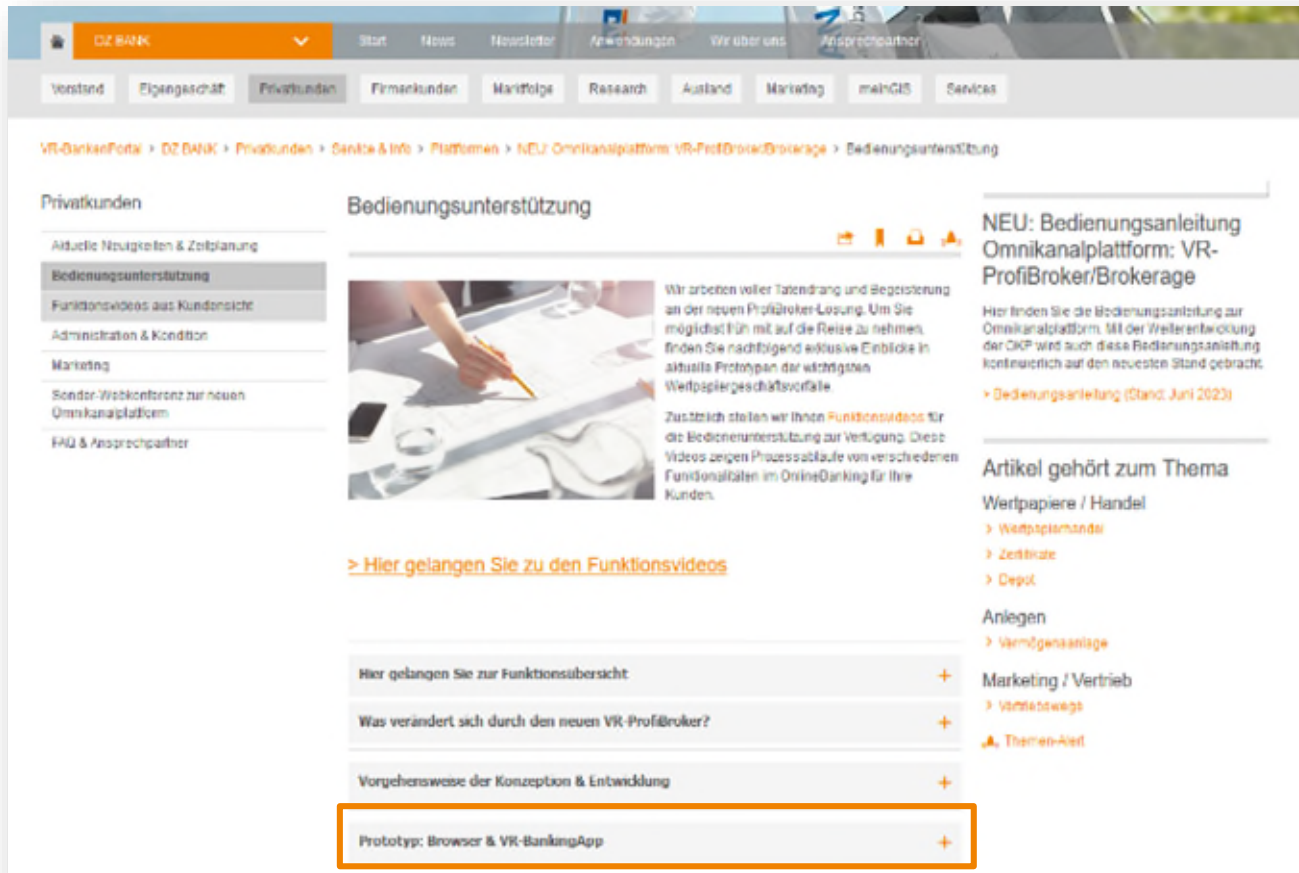 DZ BANK
Start News Newsletter Anwendungen Wir über uns Ansprechpartner
Vorstand Eigengeschäft Privatkunden Firmenkunden Marktfolge Research Ausland Marketing meinGIS Services
VR-BankenPortal > DZ BANK > Privatkunden > Service & Info > Plattformen > NEU: Omnikanalplattform: VR-ProfiBroker/Brokerage > Bedienungsunterstützung
Privatkunden
Aktuelle Neuigkeiten & Zeitplanung
Bedienungsunterstützung
Funktionsvideos aus Kundensicht
Administration & Kondition
Marketing
Sonder-Webkonferenz zur neuen
Omnikanalplattform
FAQ & Ansprechpartner
Bedienungsunterstützung
Wir arbeiten voller Tatendrang und Begeisterung
an der neuen ProfiBroker-Lösung. Um Sie
möglichst früh mit auf die Reise zu nehmen,
finden Sie nachfolgend exklusive Einblicke in
aktuelle Prototypen der wichtigsten
Wertpapiergeschäftsvorfälle.
Zusätzlich stellen wir Ihnen Funktionsvideos für
die Bedienerunterstützung zur Verfügung. Diese
Videos zeigen Prozessabläufe von verschiedenen
Funktionalitäten im OnlineBanking für Ihre
Kunden.
> Hier gelangen Sie zu den Funktionsvideos
Hier gelangen Sie zur Funktionsübersicht +
Was verändert sich durch den neuen VR-ProfiBroker? +
Vorgehensweise der Konzeption & Entwicklung +
Prototyp: Browser & VR-BankingApp +
NEU: Bedienungsanleitung
Omnikanalplattform: VR-
ProfiBroker/Brokerage
Hier finden Sie die Bedienungsanleitung zur
Omnikanalplattform. Mit der Weiterentwicklung
der OKP wird auch diese Bedienungsanleitung
kontinuierlich auf den neuesten Stand gebracht.
> Bedienungsanleitung (Stand: Juni 2023)
Artikel gehört zum Thema
Wertpapiere / Handel
> Wertpapierhandel
> Zertifikate
> Depot
Anlegen
> Vermögensanlage
Marketing / Vertrieb
> Vertriebswege
Themen-Alert